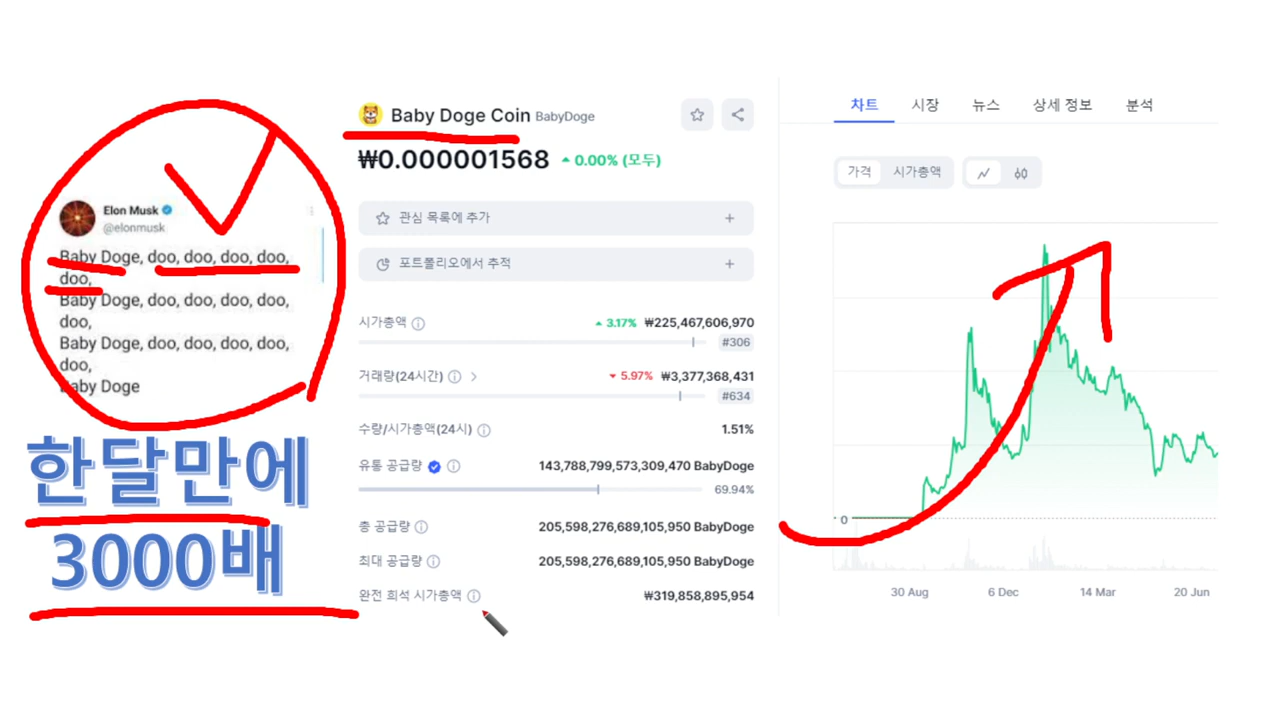 Elon Musk
@elonmusk
Baby Doge, doo, doo, doo, doo,
doo,
Baby Doge, doo, doo, doo, doo,
doo,
Baby Doge, doo, doo, doo, doo,
doo,
Baby Doge
한달만에
3000배
Baby Doge Coin BabyDoge
₩0.000001568 0.00% (모두)
관심 목록에 추가 +
포트폴리오에서 추적 +
시가총액 3.17% ₩225,467,606,970
#306
거래량(24시간) 5.97% ₩3,377,368,431
#634
수량/시가총액(24시) 1.51%
유통 공급량 143,788,799,573,309,470 BabyDoge
69.94%
총 공급량 205,598,276,689,105,950 BabyDoge
최대 공급량 205,598,276,689,105,950 BabyDoge
완전 희석 시가총액 ₩319,858,895,954
차트 시장 뉴스 상세 정보 분석
가격 시가총액
0
30 Aug 6 Dec 14 Mar 20 Jun